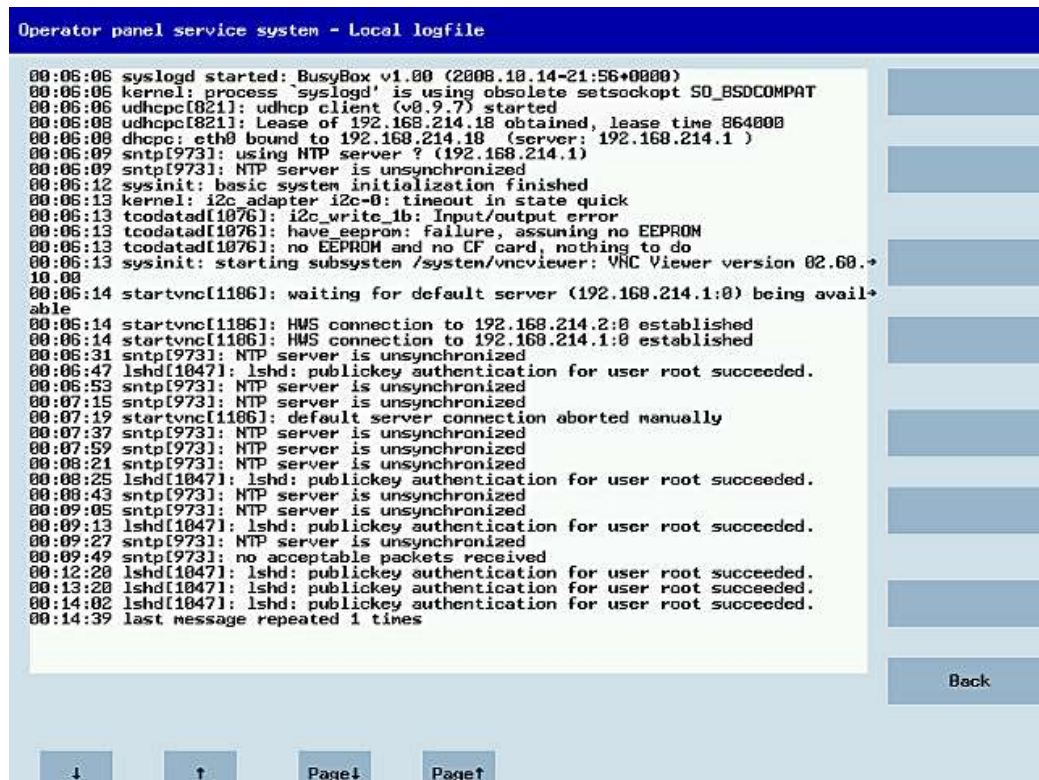 Operator panel service system - Local logfile
00:06:06 syslogd started: BusyBox v1.00 (2008.10.14-21:56+0000)
00:06:06 kernel: process `syslogd' is using obsolete setsockopt SO_BSDCOMPAT
00:06:06 udhcpc[821]: udhcp client (v0.9.7) started
00:06:08 udhcpc[821]: Lease of 192.168.214.18 obtained, lease time 864000
00:06:08 dhcpc: eth0 bound to 192.168.214.18  (server: 192.168.214.1 )
00:06:09 sntp[973]: using NTP server ? (192.168.214.1)
00:06:09 sntp[973]: NTP server is unsynchronized
00:06:12 sysinit: basic system initialization finished
00:06:13 kernel: i2c_adapter i2c-0: timeout in state quick
00:06:13 tcodatad[1076]: i2c_write_1b: Input/output error
00:06:13 tcodatad[1076]: have_eeprom: failure, assuming no EEPROM
00:06:13 tcodatad[1076]: no EEPROM and no CF card, nothing to do
00:06:13 sysinit: starting subsystem /system/vncviewer: VNC Viewer version 02.60.→
10.00
00:06:14 startvnc[1186]: waiting for default server (192.168.214.1:0) being avail→
able
00:06:14 startvnc[1186]: HWS connection to 192.168.214.2:0 established
00:06:14 startvnc[1186]: HWS connection to 192.168.214.1:0 established
00:06:31 sntp[973]: NTP server is unsynchronized
00:06:47 lshd[1047]: lshd: publickey authentication for user root succeeded.
00:06:53 sntp[973]: NTP server is unsynchronized
00:07:15 sntp[973]: NTP server is unsynchronized
00:07:19 startvnc[1186]: default server connection aborted manually
00:07:37 sntp[973]: NTP server is unsynchronized
00:07:59 sntp[973]: NTP server is unsynchronized
00:08:21 sntp[973]: NTP server is unsynchronized
00:08:25 lshd[1047]: lshd: publickey authentication for user root succeeded.
00:08:43 sntp[973]: NTP server is unsynchronized
00:09:05 sntp[973]: NTP server is unsynchronized
00:09:13 lshd[1047]: lshd: publickey authentication for user root succeeded.
00:09:27 sntp[973]: NTP server is unsynchronized
00:09:49 sntp[973]: no acceptable packets received
00:12:20 lshd[1047]: lshd: publickey authentication for user root succeeded.
00:13:20 lshd[1047]: lshd: publickey authentication for user root succeeded.
00:14:02 lshd[1047]: lshd: publickey authentication for user root succeeded.
00:14:39 last message repeated 1 times
Back
↓ ↑ Page↓ Page↑